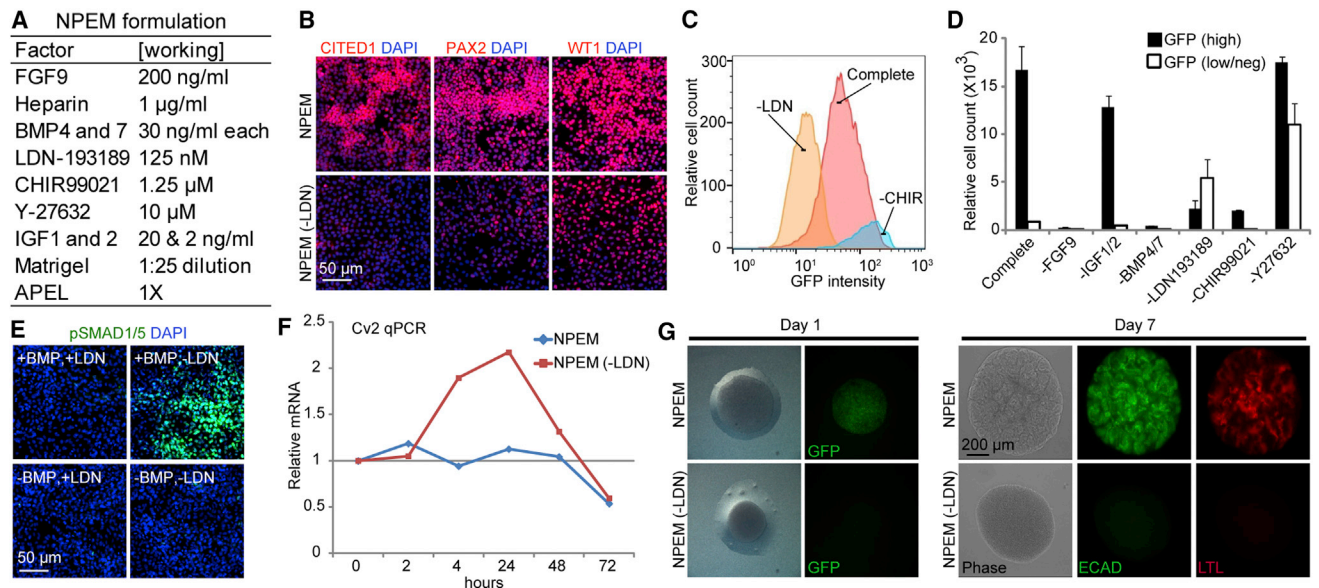 A
NPEM formulation
Factor [working]
FGF9 200 ng/ml
Heparin 1 µg/ml
BMP4 and 7 30 ng/ml each
LDN-193189 125 nM
CHIR99021 1.25 µM
Y-27632 10 µM
IGF1 and 2 20 & 2 ng/ml
Matrigel 1:25 dilution
APEL 1X
B
CITED1 DAPI PAX2 DAPI WT1 DAPI
NPEM
NPEM (-LDN)
50 µm
C
Relative cell count
300
200
100
0
-LDN
Complete
-CHIR
10⁰ 10¹ 10² 10³
GFP intensity
D
Relative cell count (X10³)
20
15
10
5
0
GFP (high)
GFP (low/neg)
Complete
-FGF9
-IGF1/2
-BMP4/7
-LDN193189
-CHIR99021
-Y27632
E
pSMAD1/5 DAPI
+BMP,+LDN +BMP,-LDN
-BMP,+LDN -BMP,-LDN
50 µm
F
Cv2 qPCR
NPEM
NPEM (-LDN)
Relative mRNA
2.5
2
1.5
1
0.5
0
0 2 4 24 48 72
hours
G
Day 1
NPEM
GFP
NPEM (-LDN)
GFP
Day 7
NPEM
200 µm
NPEM (-LDN)
Phase ECAD LTL